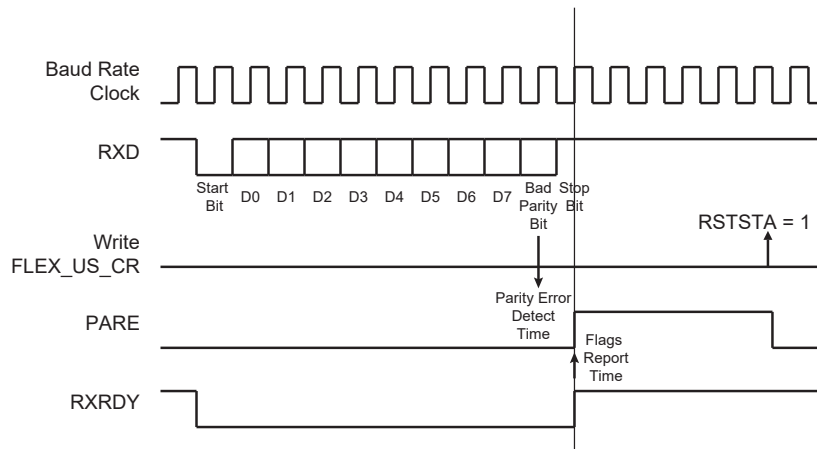 Baud Rate
Clock
RXD
Start
Bit
D0
D1
D2
D3
D4
D5
D6
D7
Bad
Parity
Bit
Stop
Bit
Write
FLEX_US_CR
RSTSTA = 1
Parity Error
Detect
Time
PARE
Flags
Report
Time
RXRDY